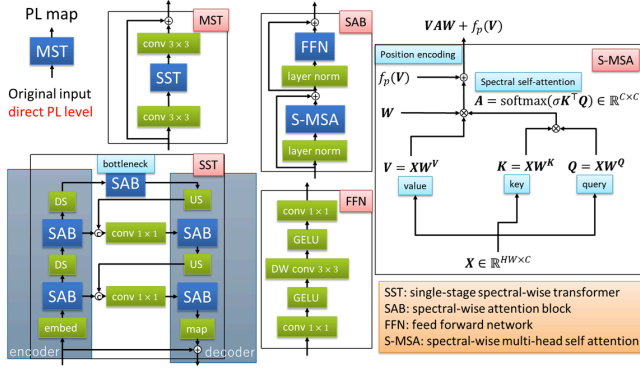 PL map
MST
Original input
direct PL level
MST
conv 3 × 3
SST
conv 3 × 3
SAB
FFN
layer norm
S-MSA
layer norm
VAW + f_p(V)
Position encoding
S-MSA
f_p(V)
Spectral self-attention
A = softmax(σK^⊤Q) ∈ ℝ^{C×C}
W
V = XW^V
K = XW^K
Q = XW^Q
value
key
query
X ∈ ℝ^{HW×C}
bottleneck
SST
SAB
DS
US
SAB
c
conv 1 × 1
SAB
DS
US
SAB
c
conv 1 × 1
SAB
embed
map
encoder
decoder
FFN
conv 1 × 1
GELU
DW conv 3 × 3
GELU
conv 1 × 1
SST: single-stage spectral-wise transformer
SAB: spectral-wise attention block
FFN: feed forward network
S-MSA: spectral-wise multi-head self attention